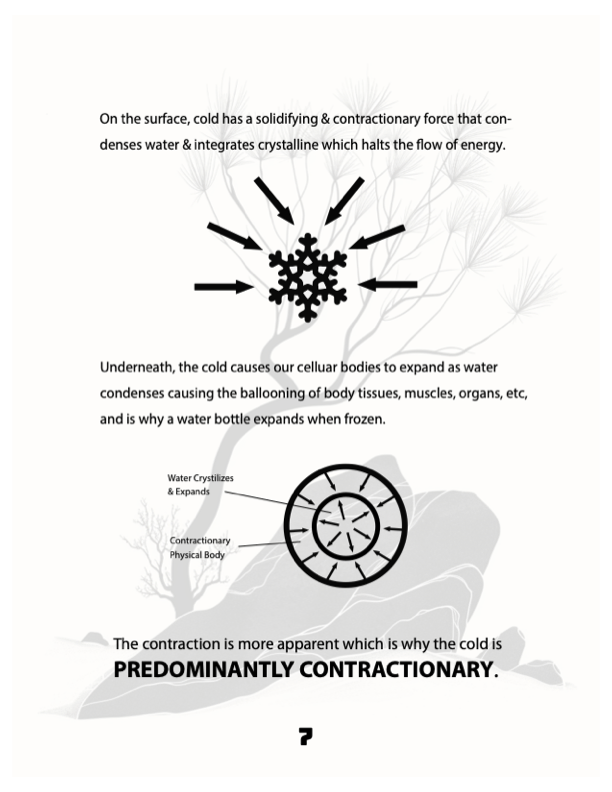 On the surface, cold has a solidifying & contractionary force that con-
denses water & integrates crystalline which halts the flow of energy.
Underneath, the cold causes our celluar bodies to expand as water
condenses causing the ballooning of body tissues, muscles, organs, etc,
and is why a water bottle expands when frozen.
Water Crystilizes
& Expands
Contractionary
Physical Body
The contraction is more apparent which is why the cold is
PREDOMINANTLY CONTRACTIONARY.
7